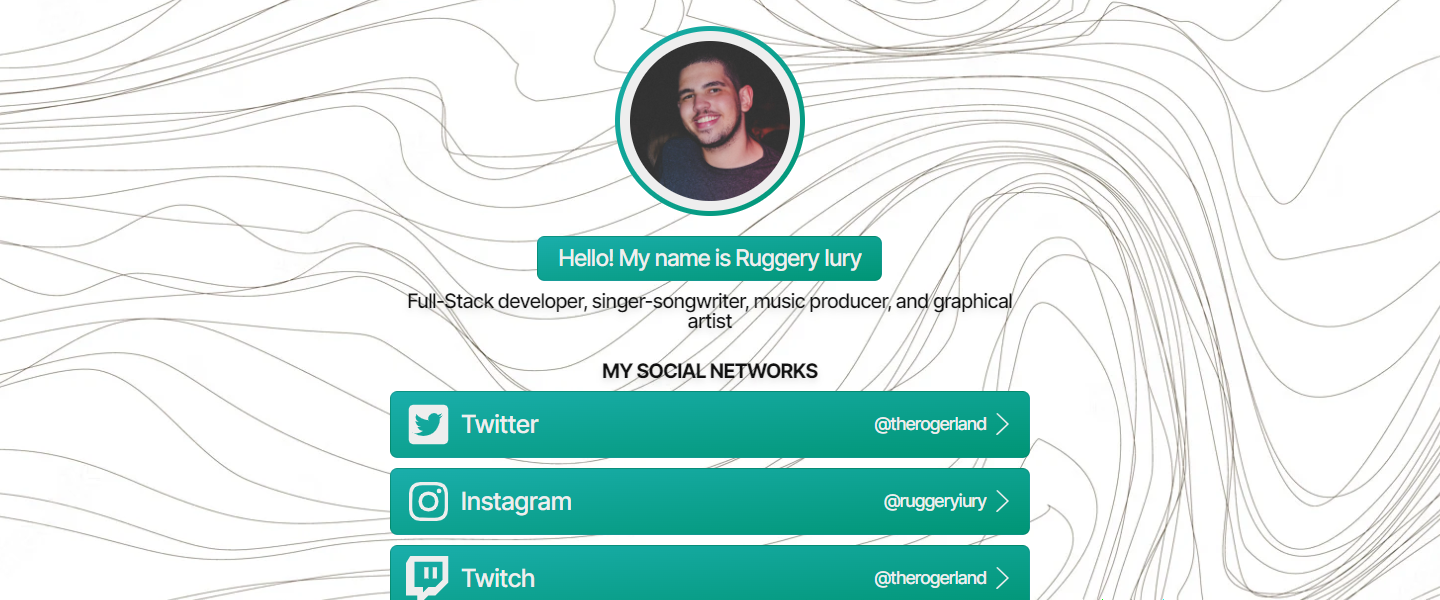 Hello! My name is Ruggery Iury
Full-Stack developer, singer-songwriter, music producer, and graphical
artist
MY SOCIAL NETWORKS
Twitter @therogerland
Instagram @ruggeryiury
Twitch @therogerland